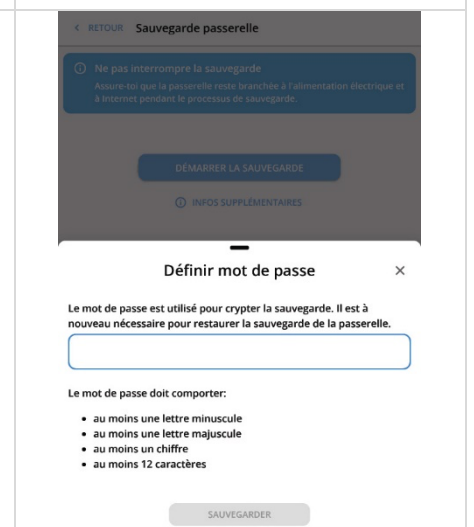 RETOUR Sauvegarde passerelle
Ne pas interrompre la sauvegarde
Assure-toi que la passerelle reste branchée à l'alimentation électrique et
à Internet pendant le processus de sauvegarde.
DÉMARRER LA SAUVEGARDE
INFOS SUPPLÉMENTAIRES
Définir mot de passe
Le mot de passe est utilisé pour crypter la sauvegarde. Il est à
nouveau nécessaire pour restaurer la sauvegarde de la passerelle.
Le mot de passe doit comporter:
• au moins une lettre minuscule
• au moins une lettre majuscule
• au moins un chiffre
• au moins 12 caractères
SAUVEGARDER